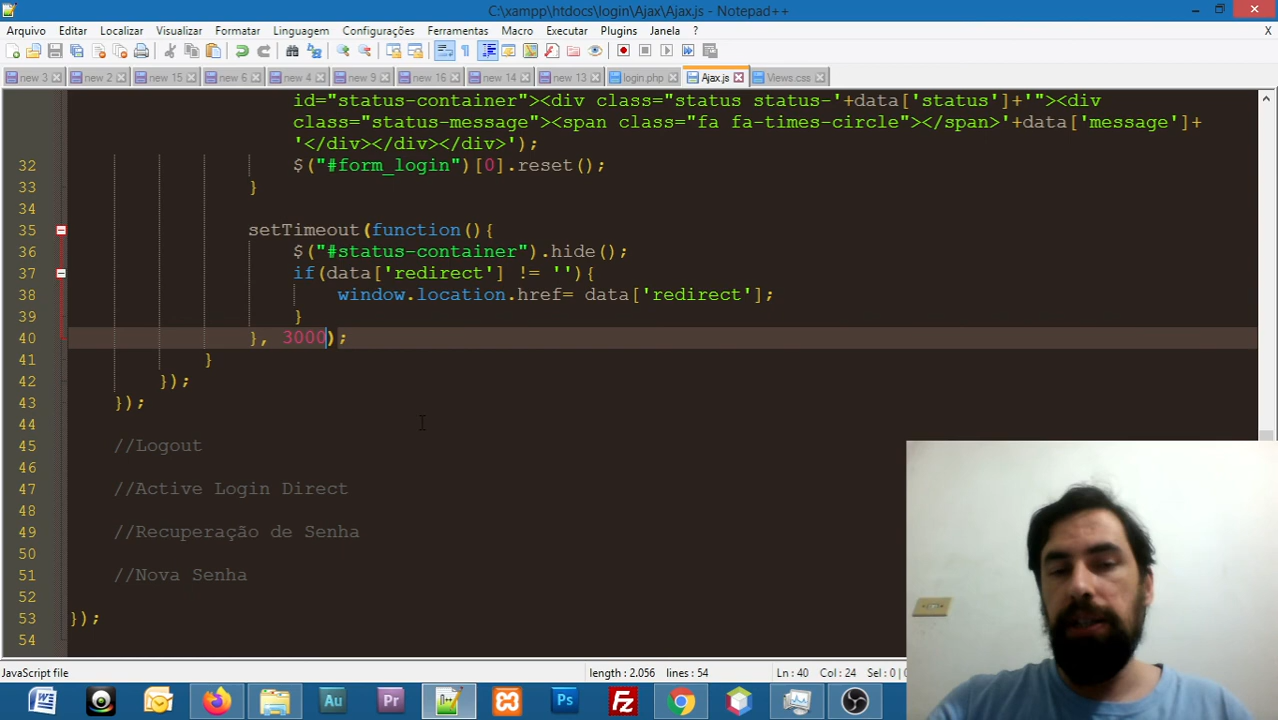 C:\xampp\htdocs\login\Ajax\Ajax.js - Notepad++
Arquivo Editar Localizar Visualizar Formatar Linguagem Configurações Ferramentas Macro Executar Plugins Janela ? X
new 3 new 2 new 15 new 6 new 4 new 9 new 16 new 14 new 13 login.php Ajax.js Views.css
id="status-container"><div class="status status-'+data['status']+'"><div
class="status-message"><span class="fa fa-times-circle"></span>'+data['message']+
'</div></div></div>');
32 $("#form_login")[0].reset();
33 }
34
35 setTimeout(function(){
36 $("#status-container").hide();
37 if(data['redirect'] != ''){
38 window.location.href= data['redirect'];
39 }
40 }, 3000);
41 }
42 });
43 });
44
45 //Logout
46
47 //Active Login Direct
48
49 //Recuperação de Senha
50
51 //Nova Senha
52
53 });
54
JavaScript file length : 2.056 lines : 54 Ln : 40 Col : 24 Sel : 0 | 0
W Au Pr Ps Fz